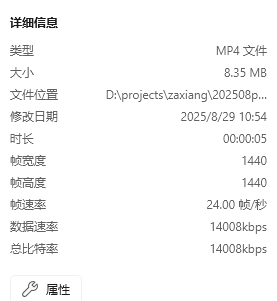 详细信息
类型 MP4 文件
大小 8.35 MB
文件位置 D:\projects\zaxiang\202508p...
修改日期 2025/8/29 10:54
时长 00:00:05
帧宽度 1440
帧高度 1440
帧速率 24.00 帧/秒
数据速率 14008kbps
总比特率 14008kbps
属性